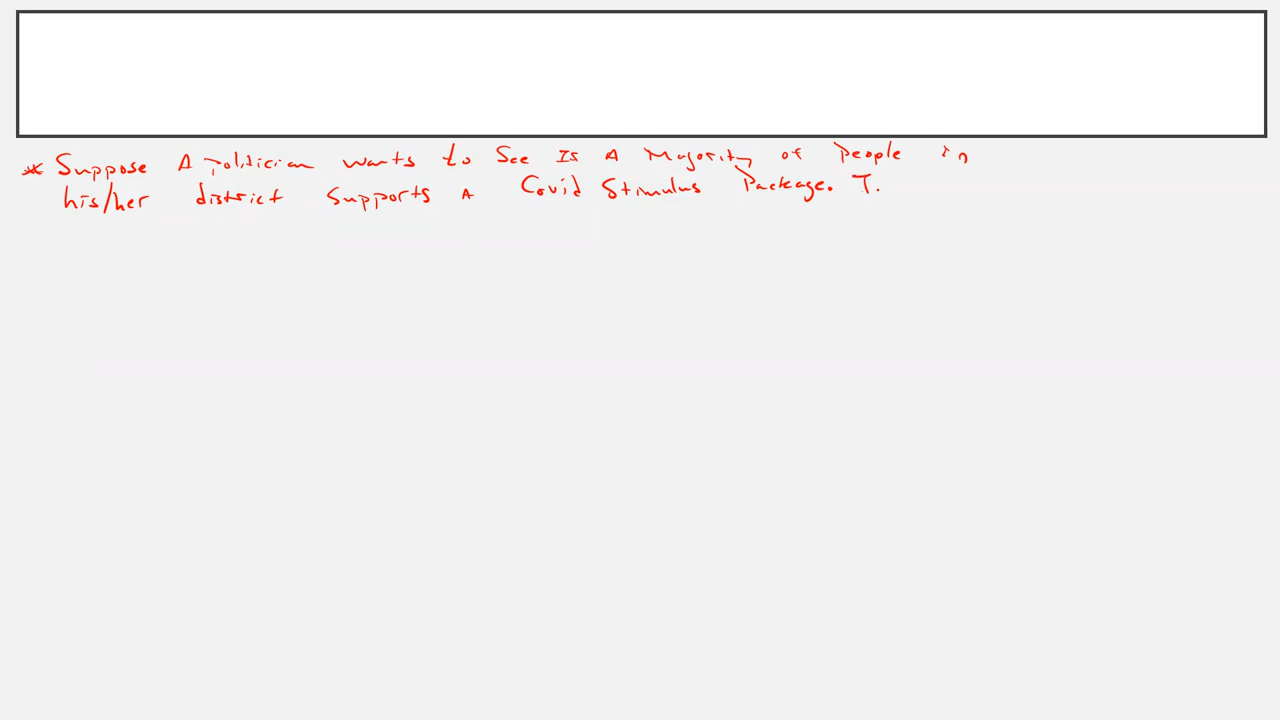 * Suppose A politician wants to See Is A Majority of People in
his/her district supports A Covid Stimulus Package. T.